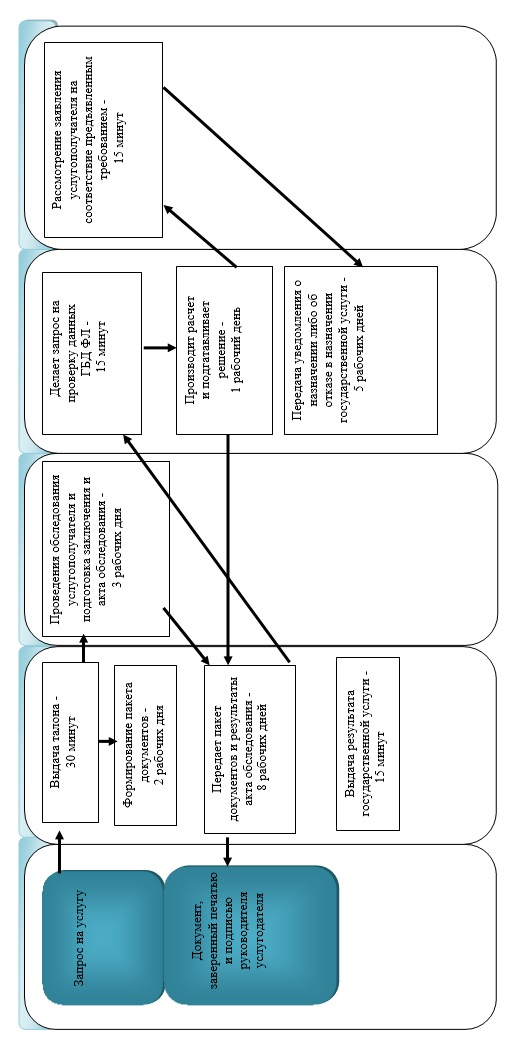 Запрос на услугу
Документ,
заверенный печатью
и подписью
руководителя
услугодателя
Выдача талона -
30 минут
Формирование пакета
документов -
2 рабочих дня
Передает пакет
документов и результаты
акта обследования -
8 рабочих дней
Выдача результата
государственной услуги -
15 минут
Проведения обследования
услугополучателя и
подготовка заключения и
акта обследования -
3 рабочих дня
Делает запрос на
проверку данных
ГБД ФЛ -
15 минут
Производит расчет
и подгатавливает
решение -
1 рабочий день
Передача уведомления о
назначении либо об
отказе в назначении
государственной услуги -
5 рабочих дней
Рассмотрение заявления
услугополучателя на
соответствие предъявленным
требованием -
15 минут